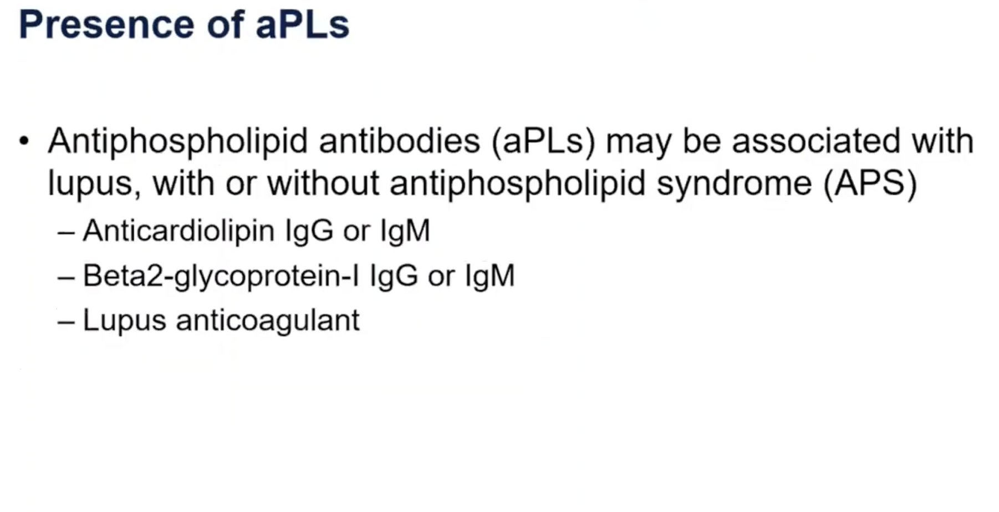 Presence of aPLs
• Antiphospholipid antibodies (aPLs) may be associated with
lupus, with or without antiphospholipid syndrome (APS)
– Anticardiolipin IgG or IgM
– Beta2-glycoprotein-I IgG or IgM
– Lupus anticoagulant